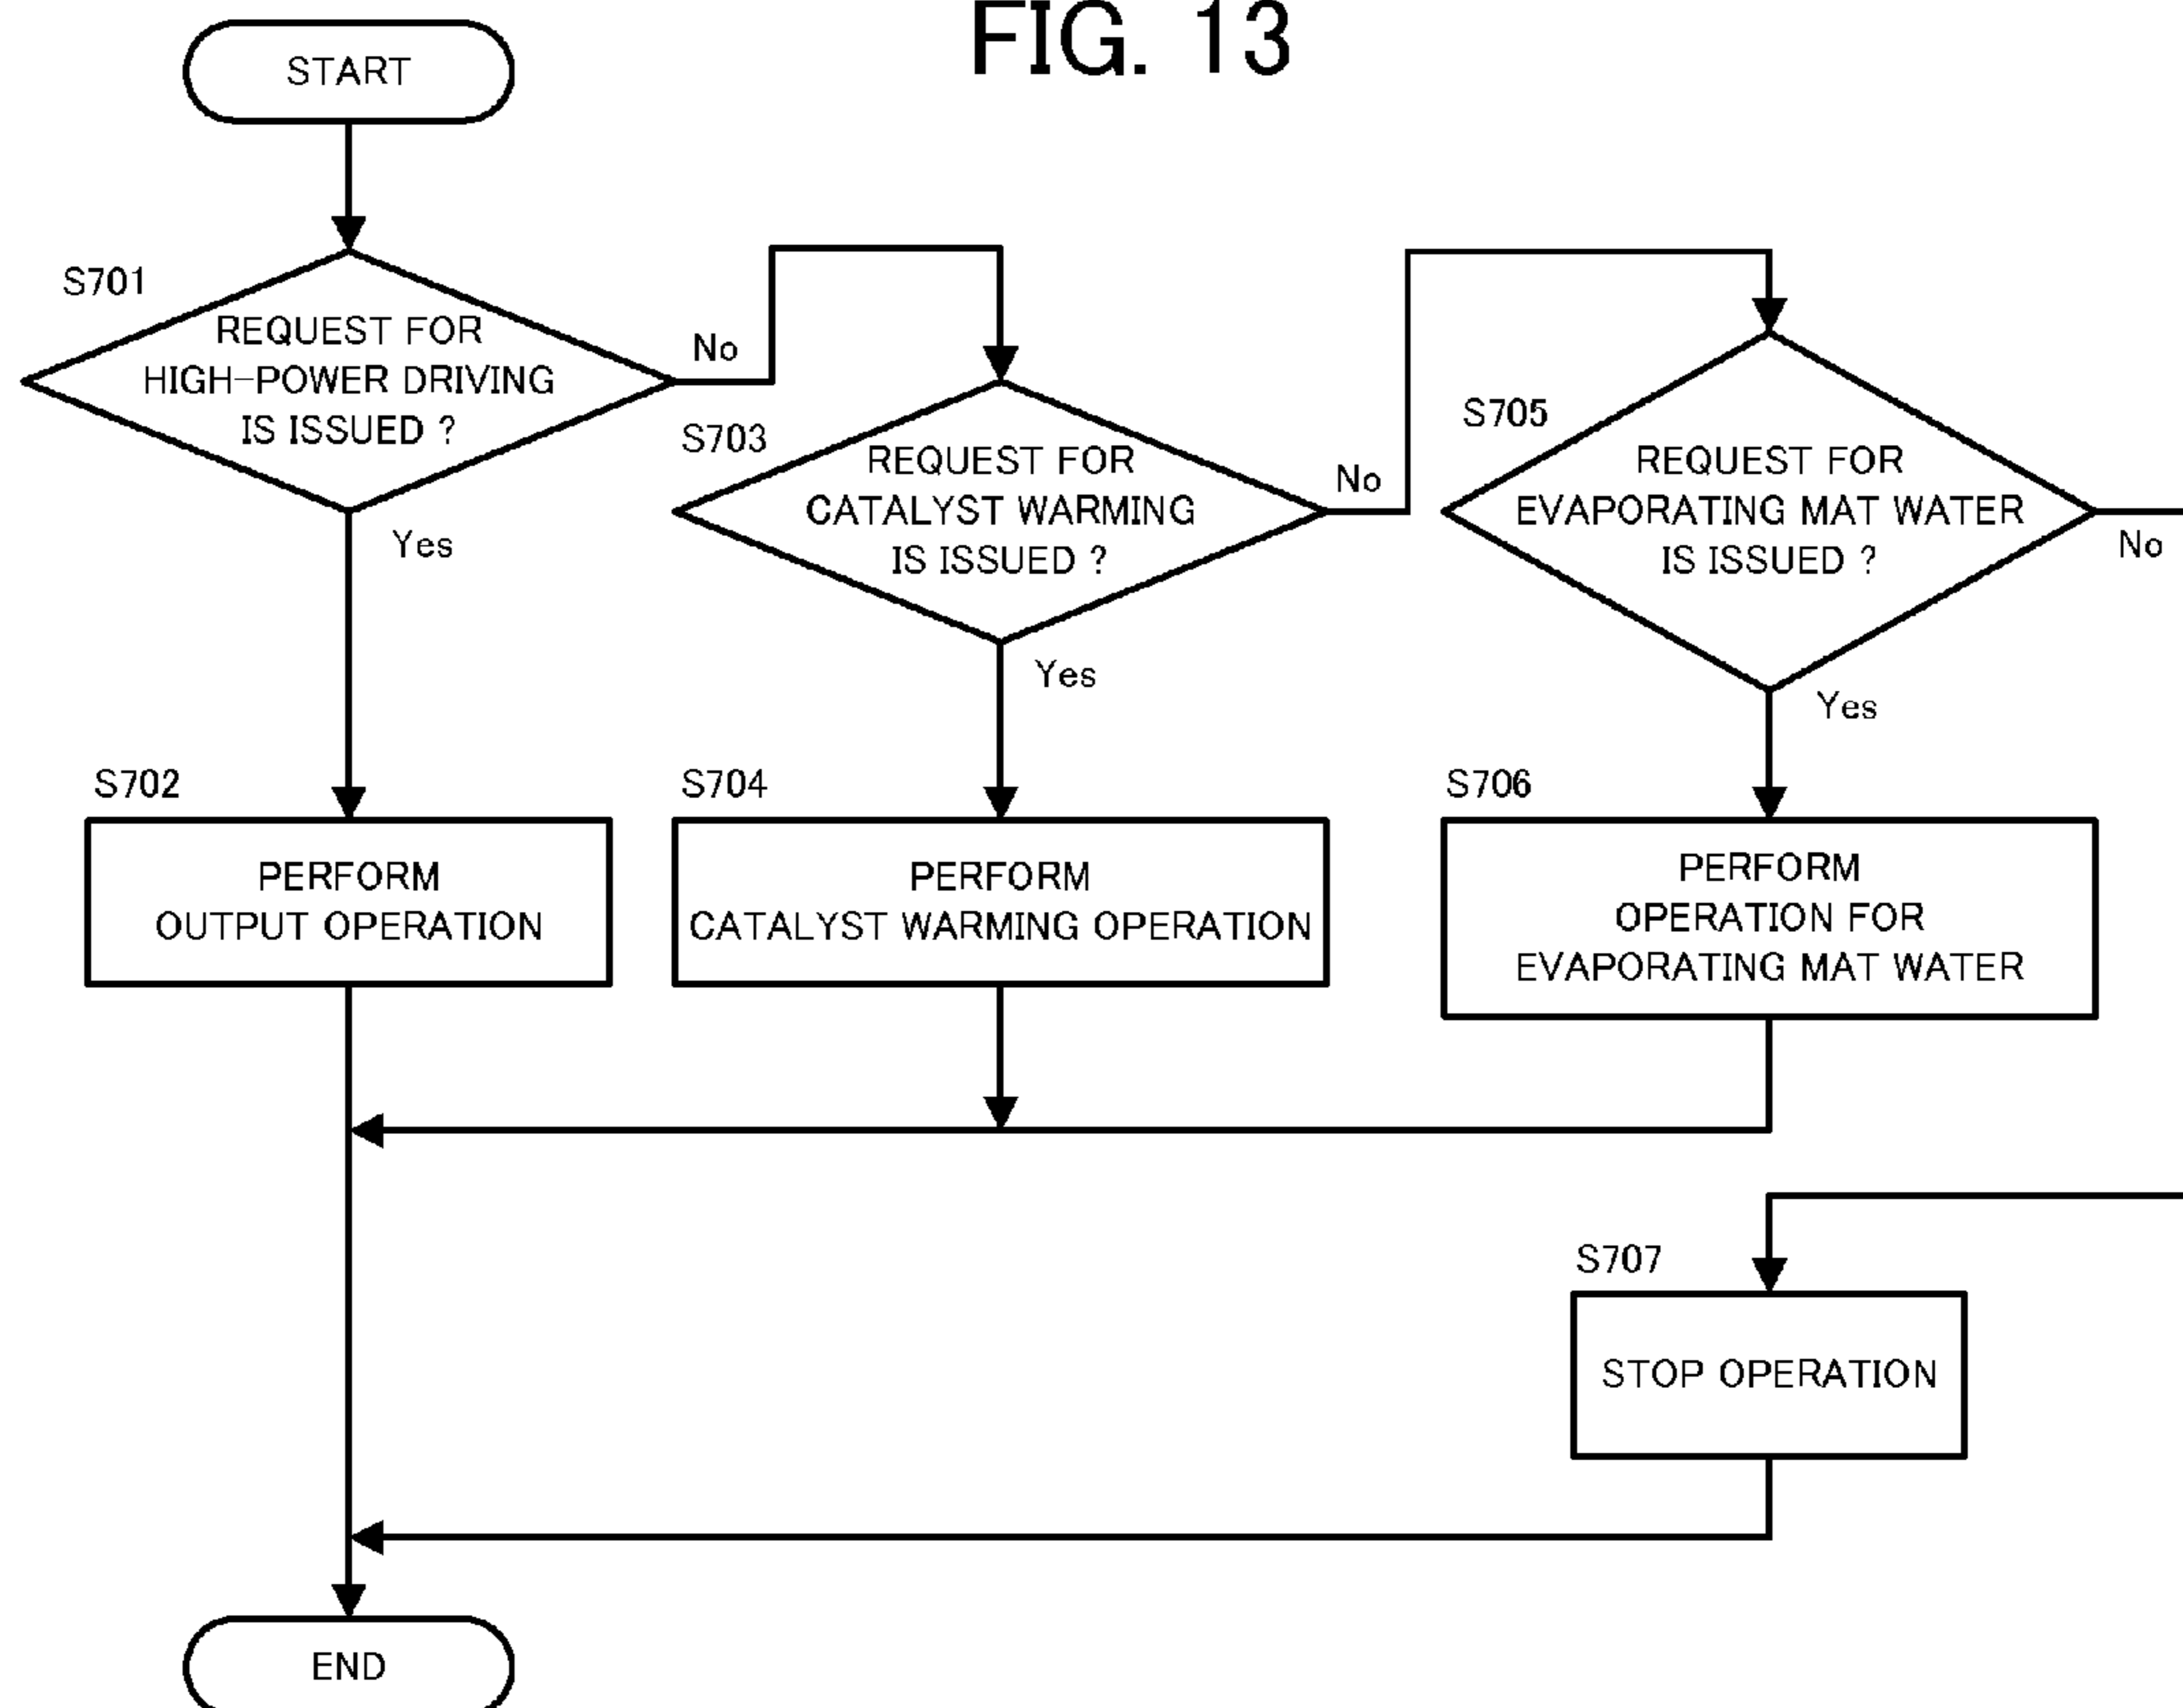 FIG. 13
START
S701
REQUEST FOR
HIGH-POWER DRIVING
IS ISSUED ?
No
Yes
S703
REQUEST FOR
CATALYST WARMING
IS ISSUED ?
No
Yes
S705
REQUEST FOR
EVAPORATING MAT WATER
IS ISSUED ?
No
Yes
S702
PERFORM
OUTPUT OPERATION
S704
PERFORM
CATALYST WARMING OPERATION
S706
PERFORM
OPERATION FOR
EVAPORATING MAT WATER
S707
STOP OPERATION
END